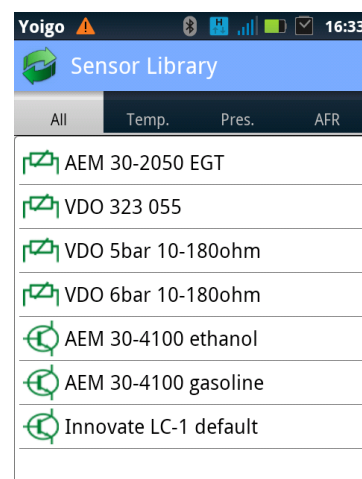 Yoigo H 16:33
Sensor Library
All Temp. Pres. AFR
AEM 30-2050 EGT
VDO 323 055
VDO 5bar 10-180ohm
VDO 6bar 10-180ohm
AEM 30-4100 ethanol
AEM 30-4100 gasoline
Innovate LC-1 default